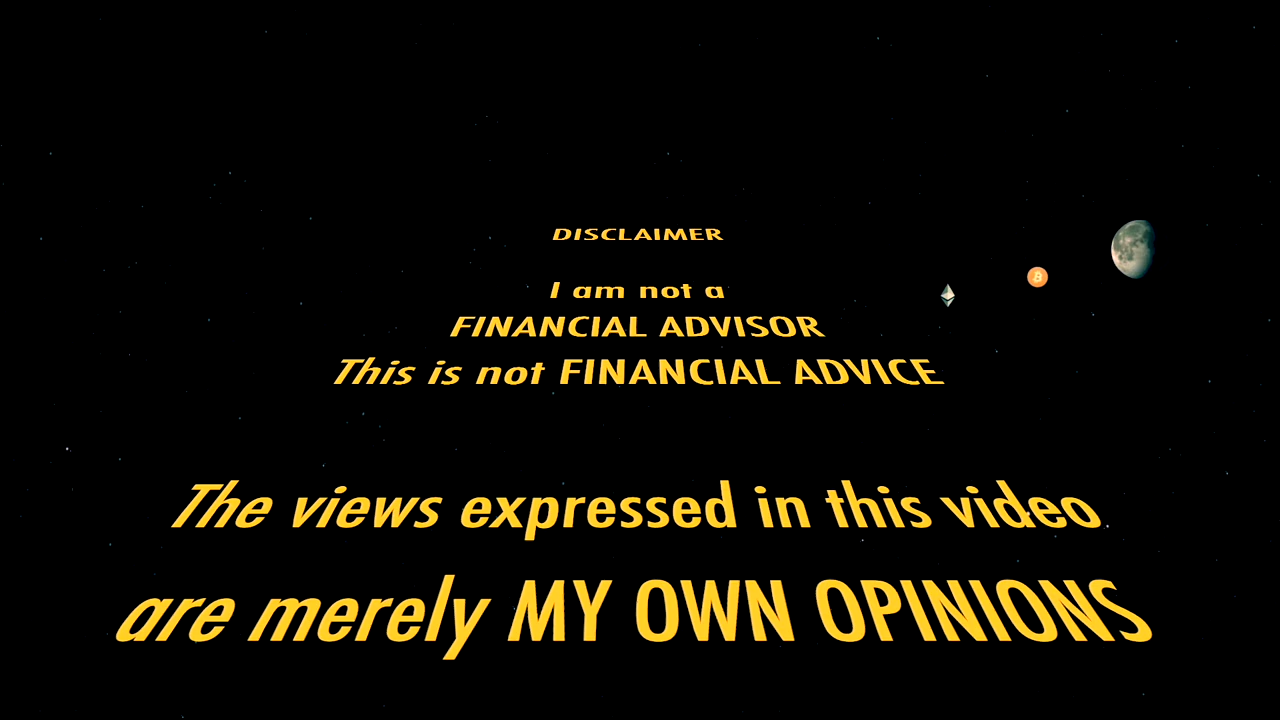 DISCLAIMER
I am not a
FINANCIAL ADVISOR
This is not FINANCIAL ADVICE
The views expressed in this video
are merely MY OWN OPINIONS